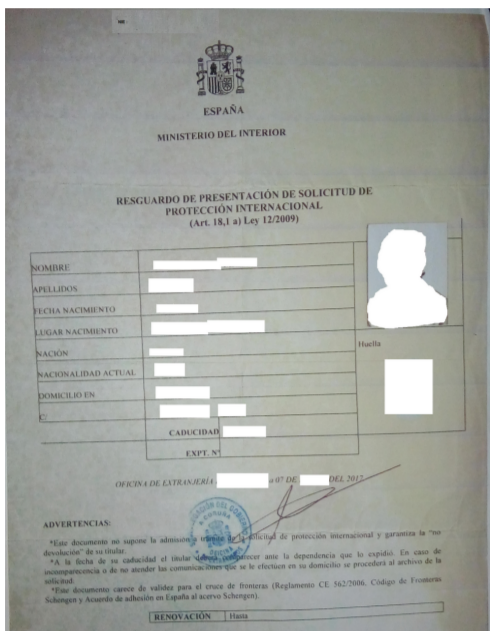 ESPAÑA
MINISTERIO DEL INTERIOR
RESGUARDO DE PRESENTACIÓN DE SOLICITUD DE
PROTECCIÓN INTERNACIONAL
(Art. 18,1 a) Ley 12/2009)
NOMBRE
APELLIDOS
FECHA NACIMIENTO
LUGAR NACIMIENTO
NACIÓN
Huella
NACIONALIDAD ACTUAL
DOMICILIO EN
C/
CADUCIDAD
EXPT. Nº
OFICINA DE EXTRANJERÍA a 07 DE DEL 2017
ADVERTENCIAS:
*Este documento no supone la admisión a trámite de la solicitud de protección internacional y garantiza la "no
devolución" de su titular.
*A la fecha de su caducidad el titular deberá comparecer ante la dependencia que lo expidió. En caso de
incomparecencia o de no atender las comunicaciones que se le efectúen en su domicilio se procederá al archivo de la
solicitud.
*Este documento carece de validez para el cruce de fronteras (Reglamento CE 562/2006, Código de Fronteras
Schengen y Acuerdo de adhesión en España al acervo Schengen).
RENOVACIÓN Hasta